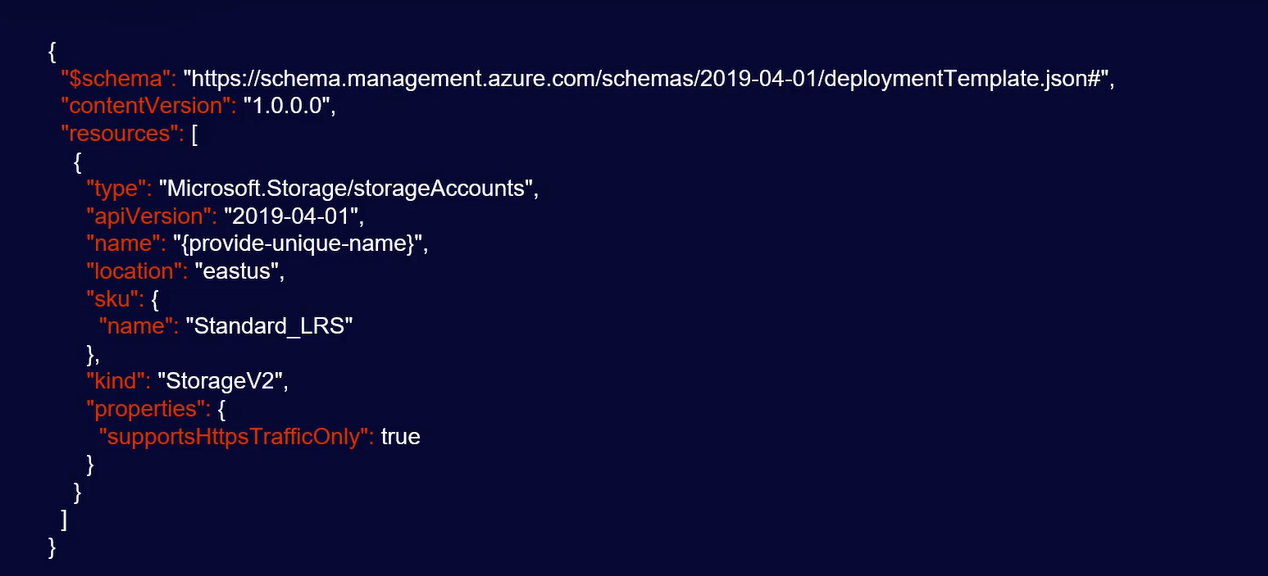 {
"$schema": "https://schema.management.azure.com/schemas/2019-04-01/deploymentTemplate.json#",
"contentVersion": "1.0.0.0",
"resources": [
{
"type": "Microsoft.Storage/storageAccounts",
"apiVersion": "2019-04-01",
"name": "{provide-unique-name}",
"location": "eastus",
"sku": {
"name": "Standard_LRS"
},
"kind": "StorageV2",
"properties": {
"supportsHttpsTrafficOnly": true
}
}
]
}